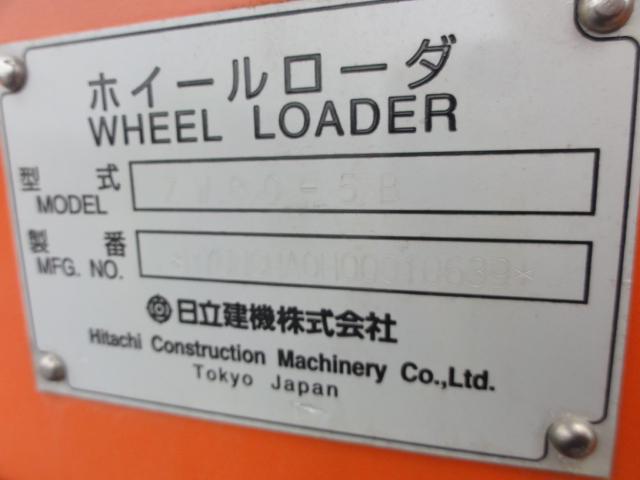 ホイールローダ
WHEEL LOADER
型式
MODEL
製番
MFG. NO.
日立建機株式会社
Hitachi Construction Machinery Co.,Ltd.
Tokyo Japan